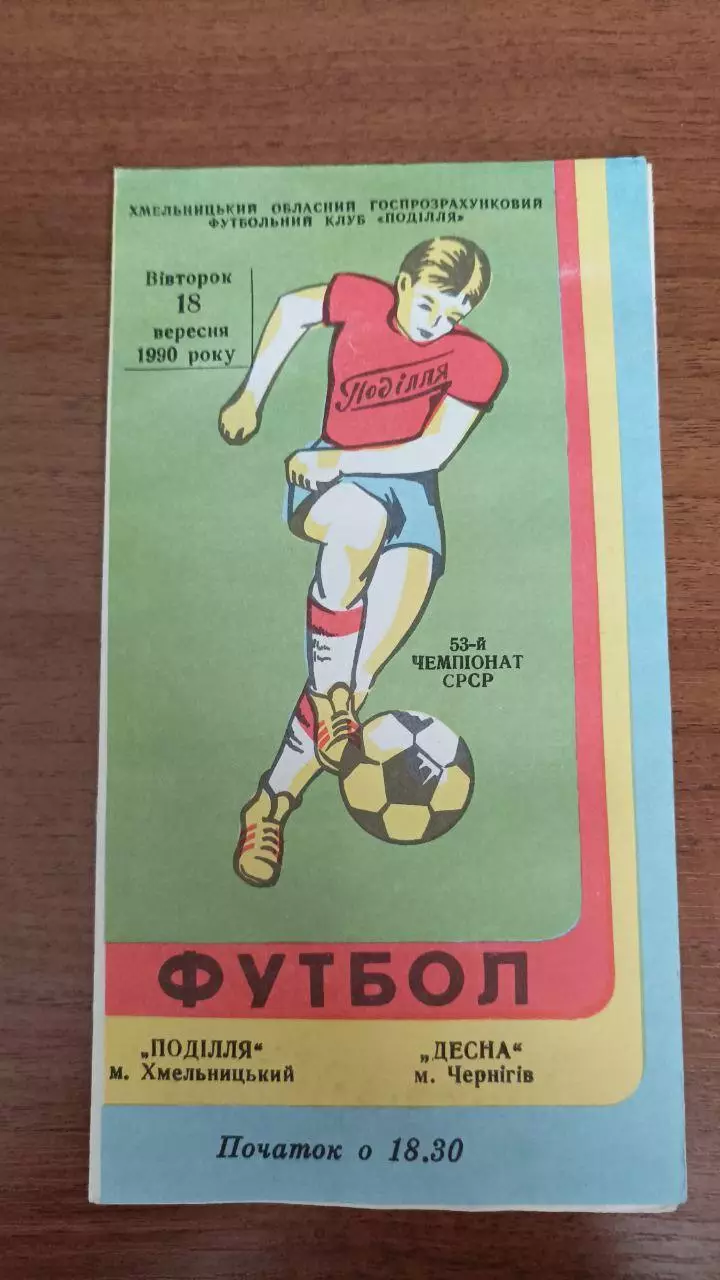 ХМЕЛЬНИЦЬКИЙ ОБЛАСНИЙ ГОСПРОЗРАХУНКОВИЙ
ФУТБОЛЬНИЙ КЛУБ «ПОДІЛЛЯ»
Вівторок
18
вересня
1990 року
Поділля
53-й
ЧЕМПІОНАТ
СРСР
ФУТБОЛ
„ПОДІЛЛЯ“
м. Хмельницький
„ДЕСНА“
м. Чернігів
Початок о 18.30